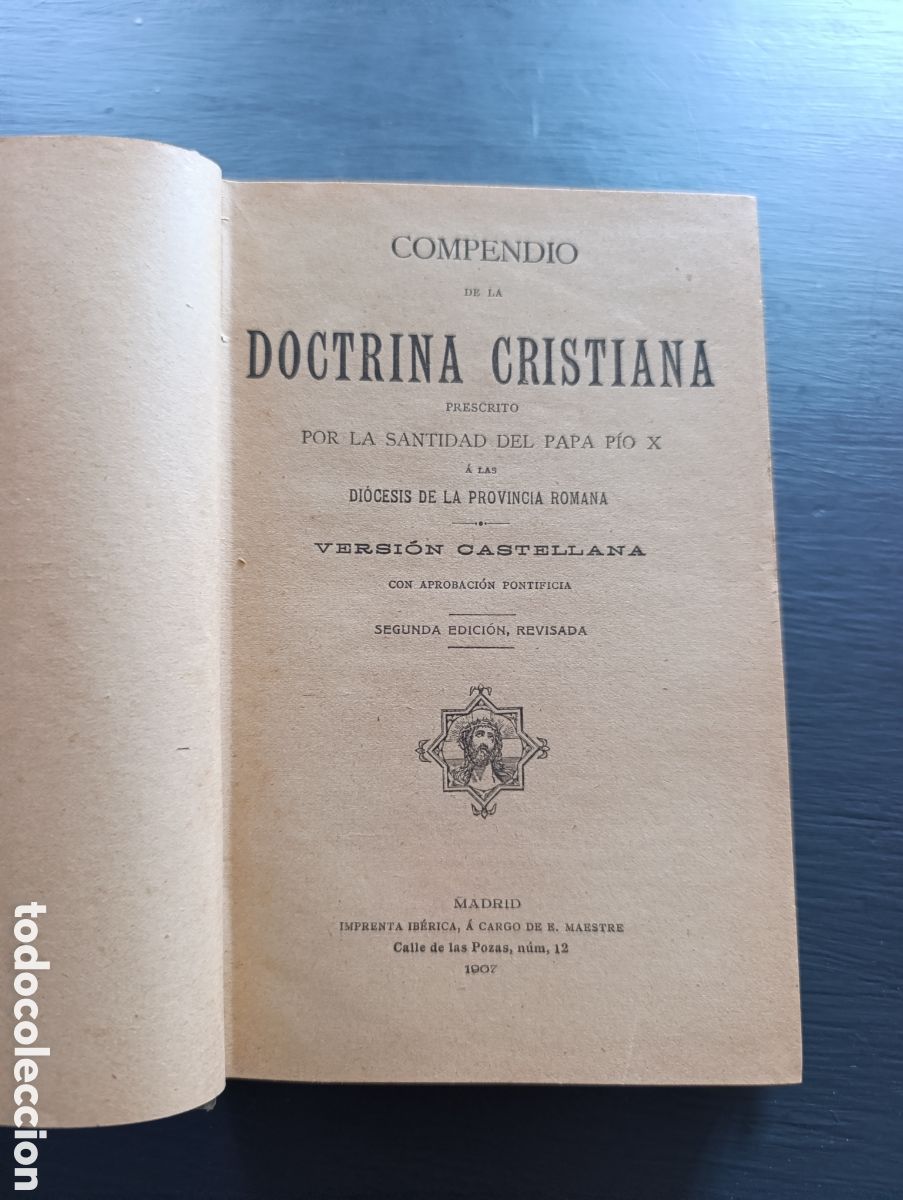 COMPENDIO
DE LA
DOCTRINA CRISTIANA
PRESCRITO
POR LA SANTIDAD DEL PAPA PÍO X
Á LAS
DIÓCESIS DE LA PROVINCIA ROMANA
VERSIÓN CASTELLANA
CON APROBACIÓN PONTIFICIA
SEGUNDA EDICIÓN, REVISADA
MADRID
IMPRENTA IBÉRICA, Á CARGO DE E. MAESTRE
Calle de las Pozas, núm, 12
1907
todocoleccion